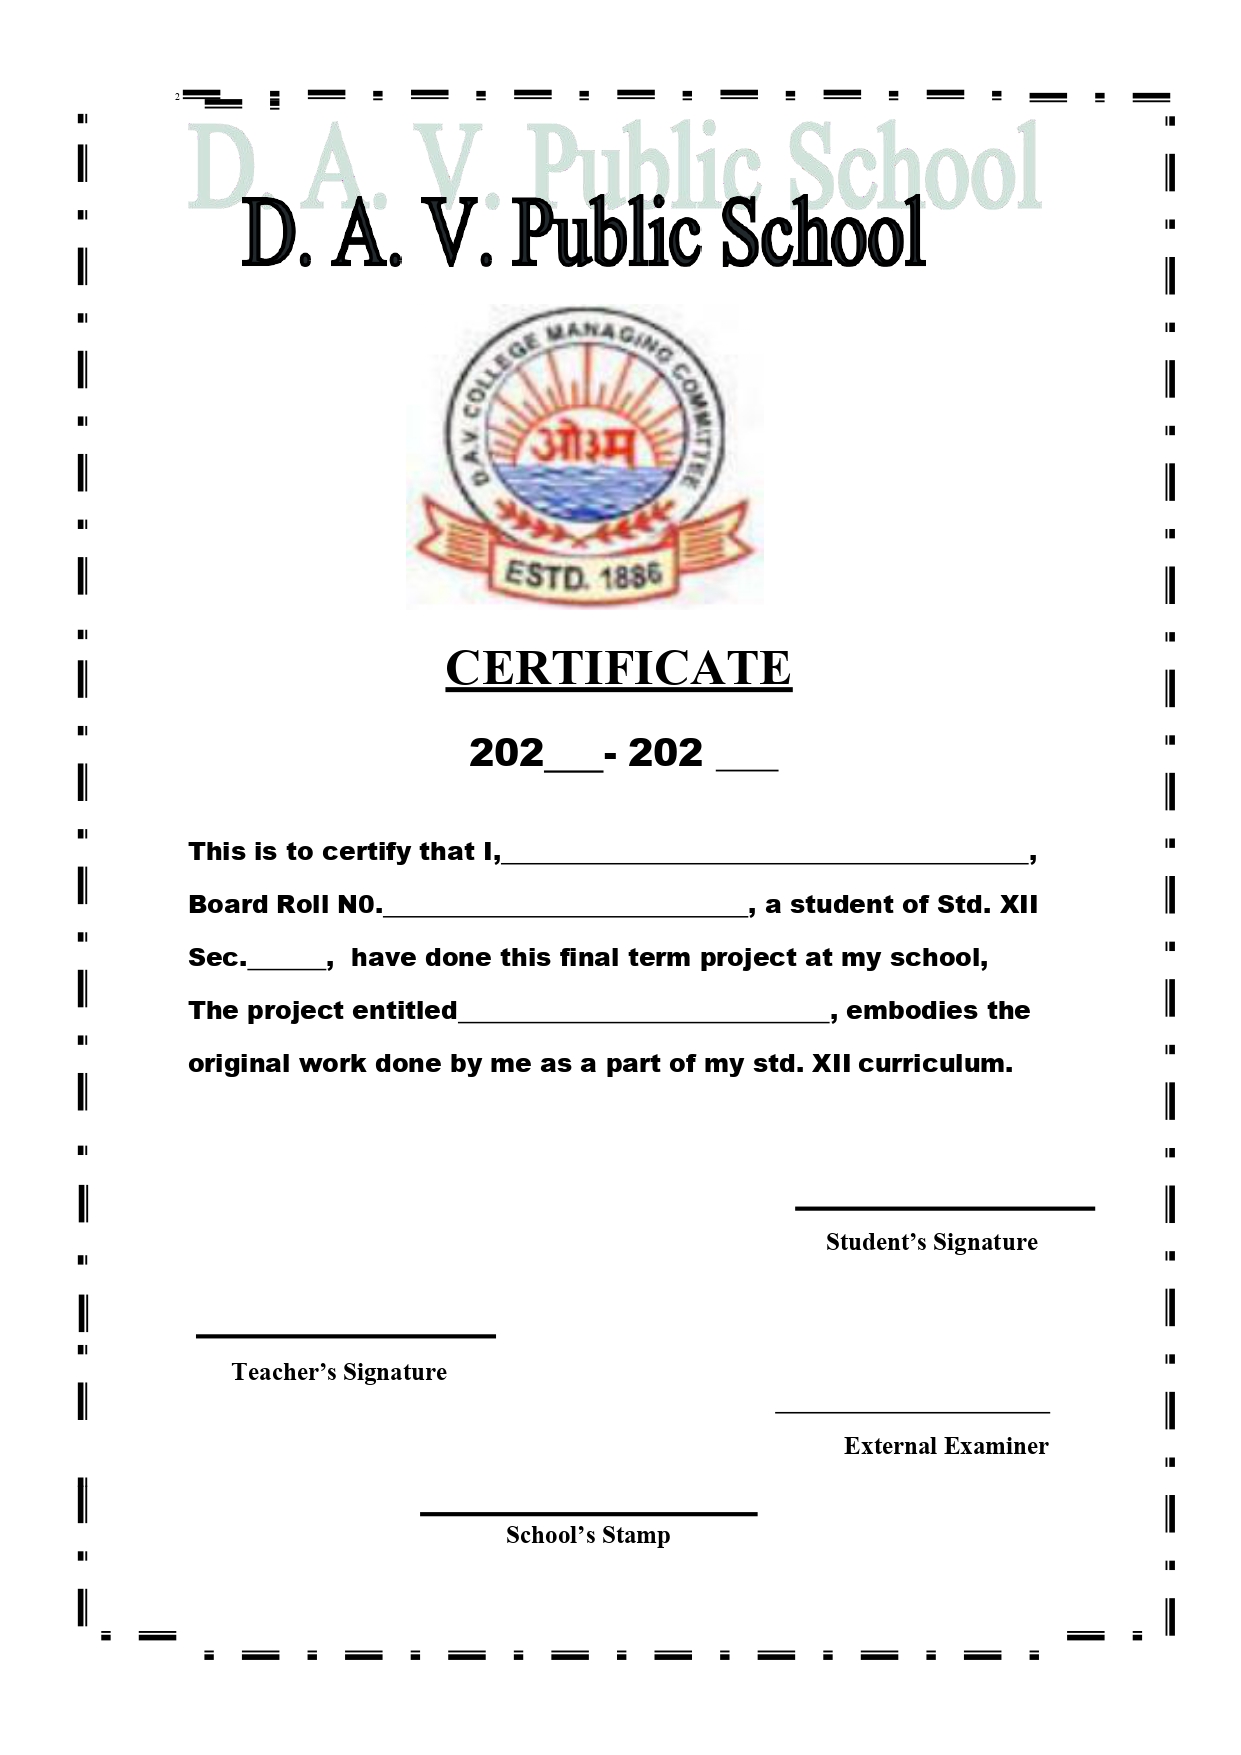 2
D. A. V. Public School
D. A. V. Public School
D.A.V. COLLEGE MANAGING COMMITTEE
ओ३म्
ESTD. 1886
CERTIFICATE
202___- 202 ___
This is to certify that I,________________________________________,
Board Roll N0.____________________________, a student of Std. XII
Sec.______,  have done this final term project at my school,
The project entitled____________________________, embodies the
original work done by me as a part of my std. XII curriculum.
Student’s Signature
Teacher’s Signature
External Examiner
School’s Stamp